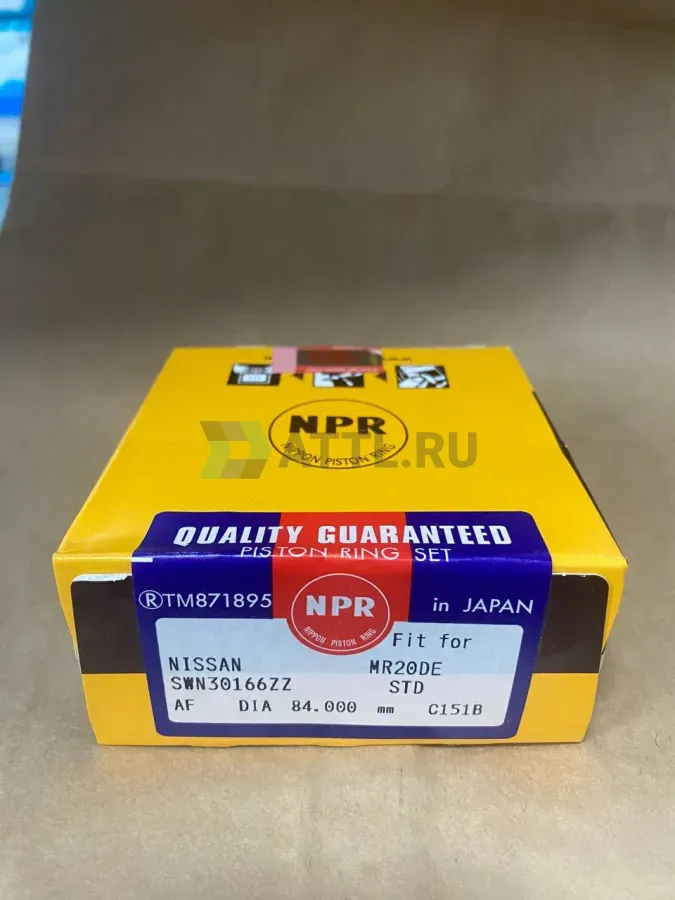 NPR
NIPPON PISTON RING
ATTL.RU
QUALITY GUARANTEED
PISTON RING SET
®TM871895
NPR
NIPPON PISTON RING
in JAPAN
Fit for
NISSAN MR20DE
SWN30166ZZ STD
AF DIA 84.000 mm C151B